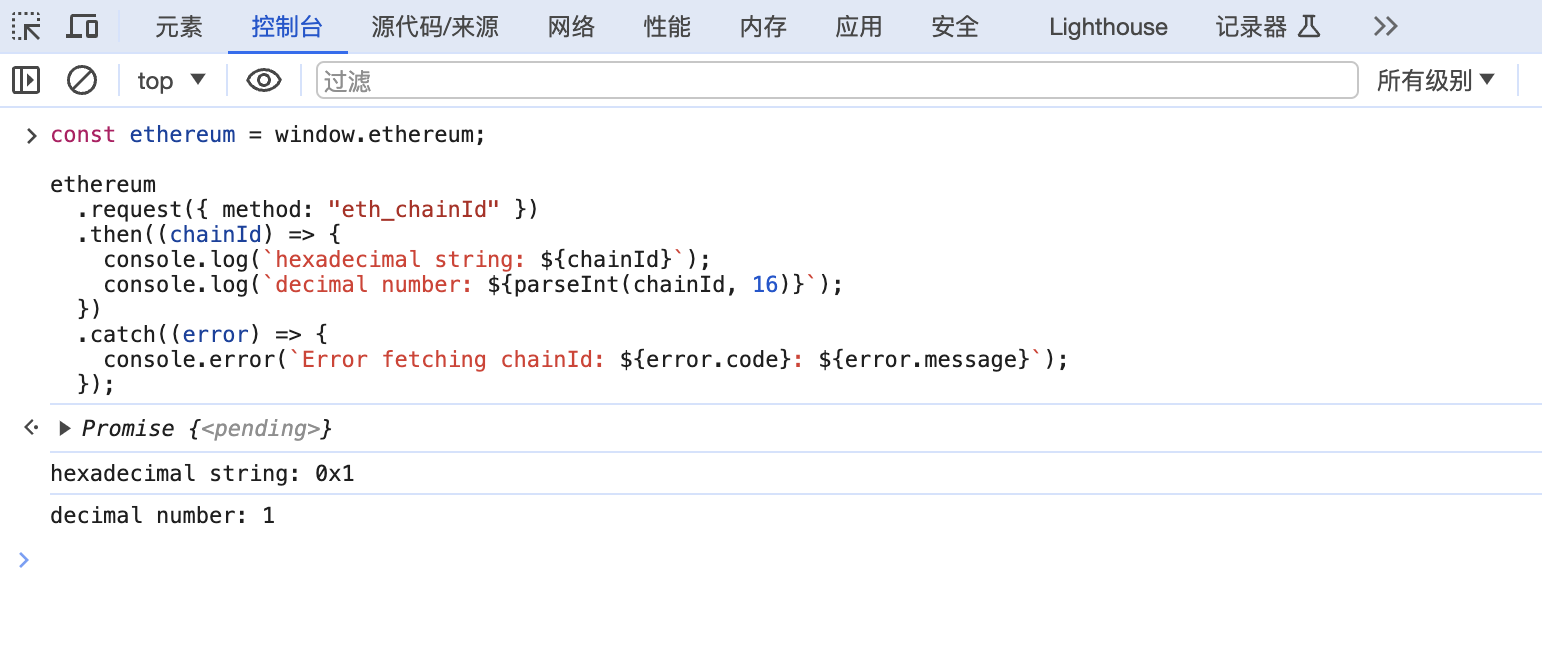 元素 控制台 源代码/来源 网络 性能 内存 应用 安全 Lighthouse 记录器
top 过滤 所有级别
const ethereum = window.ethereum;
ethereum
.request({ method: "eth_chainId" })
.then((chainId) => {
console.log(`hexadecimal string: ${chainId}`);
console.log(`decimal number: ${parseInt(chainId, 16)}`);
})
.catch((error) => {
console.error(`Error fetching chainId: ${error.code}: ${error.message}`);
});
Promise {<pending>}
hexadecimal string: 0x1
decimal number: 1